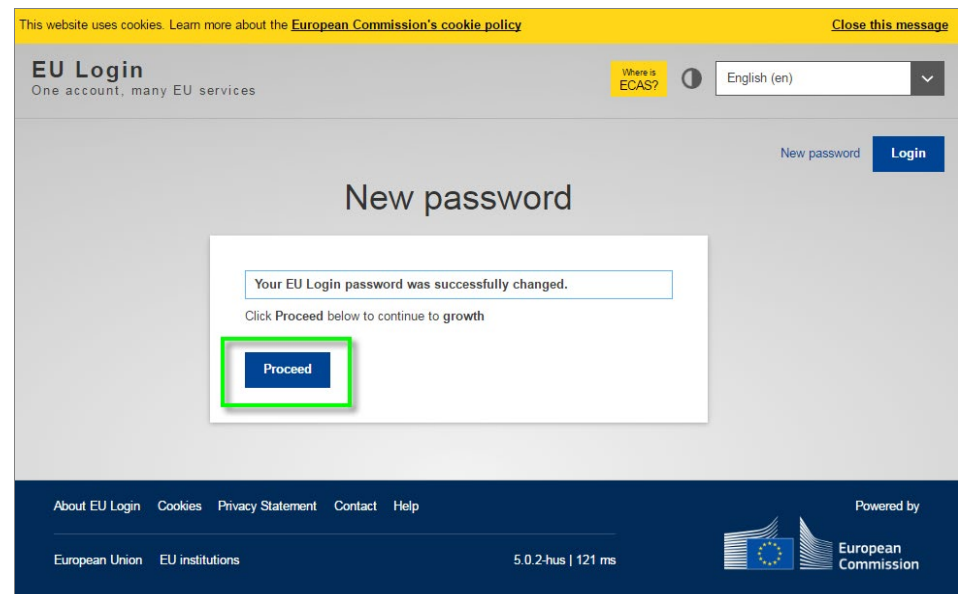 This website uses cookies. Learn more about the European Commission's cookie policy
Close this message
EU Login
One account, many EU services
Where is
ECAS?
English (en)
New password
Login
New password
Your EU Login password was successfully changed.
Click Proceed below to continue to growth
Proceed
About EU Login Cookies Privacy Statement Contact Help
Powered by
European Union EU institutions
5.0.2-hus | 121 ms
European
Commission